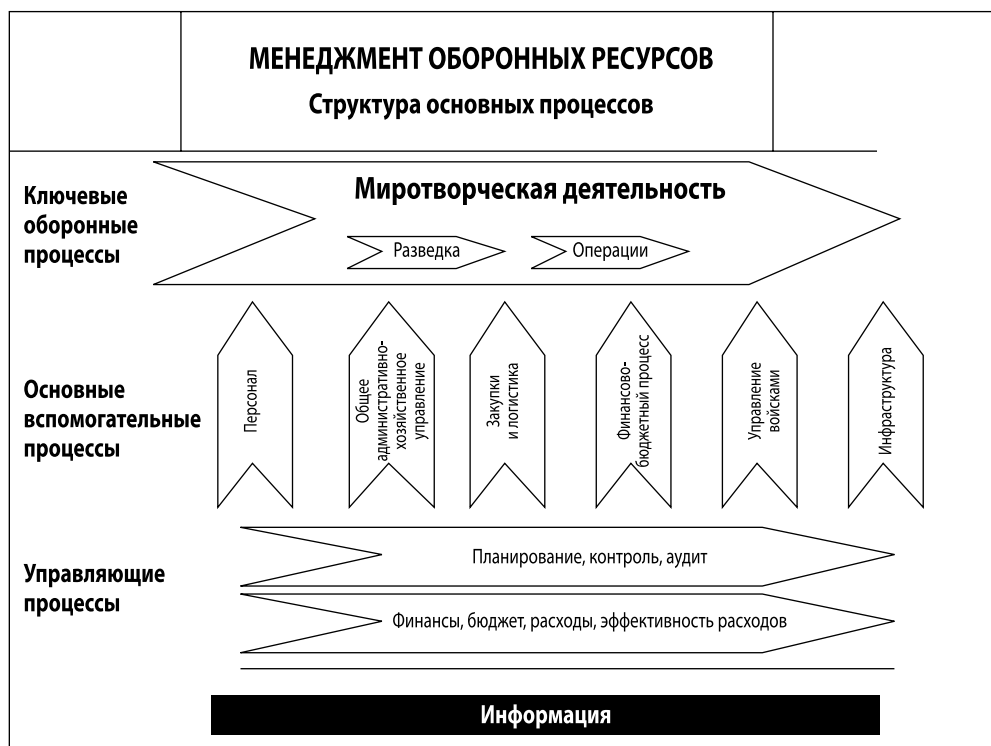 МЕНЕДЖМЕНТ ОБОРОННЫХ РЕСУРСОВ
Структура основных процессов
Ключевые
оборонные
процессы
Миротворческая деятельность
Разведка
Операции
Основные
вспомогательные
процессы
Персонал
Общее
административно-
хозяйственное
управление
Закупки
и логистика
Финансово-
бюджетный процесс
Управление
войсками
Инфраструктура
Управляющие
процессы
Планирование, контроль, аудит
Финансы, бюджет, расходы, эффективность расходов
Информация